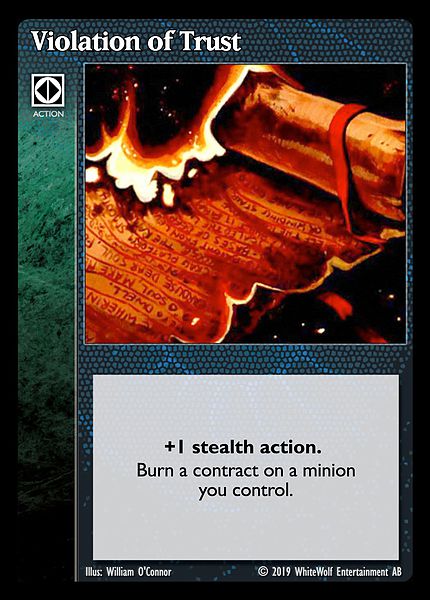 Violation of Trust
ACTION
+1 stealth action.
Burn a contract on a minion
you control.
Illus: William O'Connor
© 2019 WhiteWolf Entertainment AB